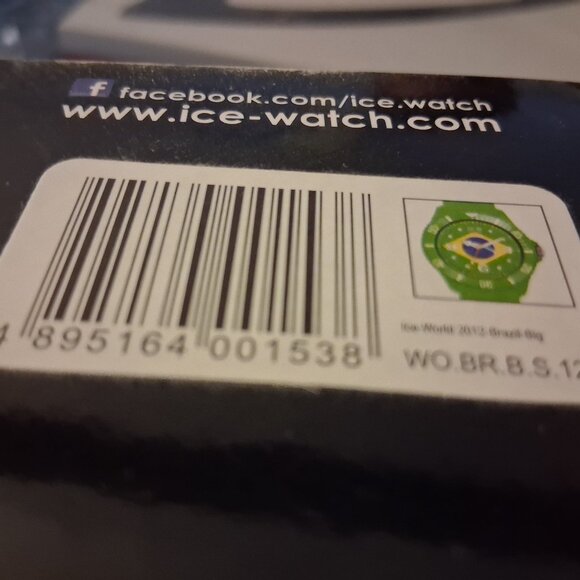 f facebook.com/ice.watch
www.ice-watch.com
Ice-World 2012-Brazil-Big
4 895164 001538
WO.BR.B.S.12